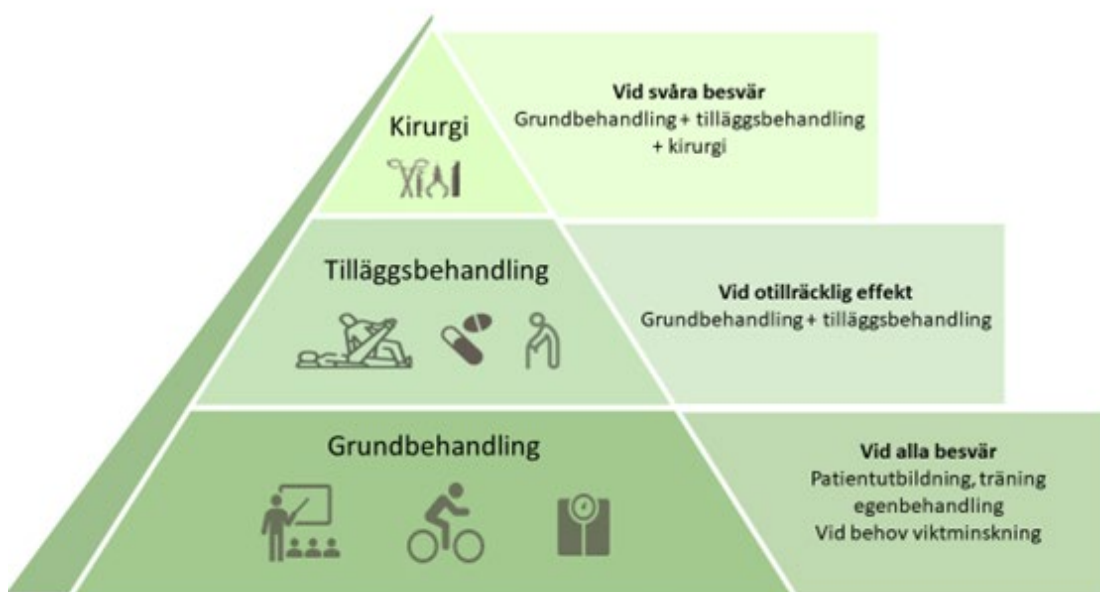 Kirurgi
Vid svåra besvär
Grundbehandling + tilläggsbehandling
+ kirurgi
Tilläggsbehandling
Vid otillräcklig effekt
Grundbehandling + tilläggsbehandling
Grundbehandling
Vid alla besvär
Patientutbildning, träning
egenbehandling
Vid behov viktminskning